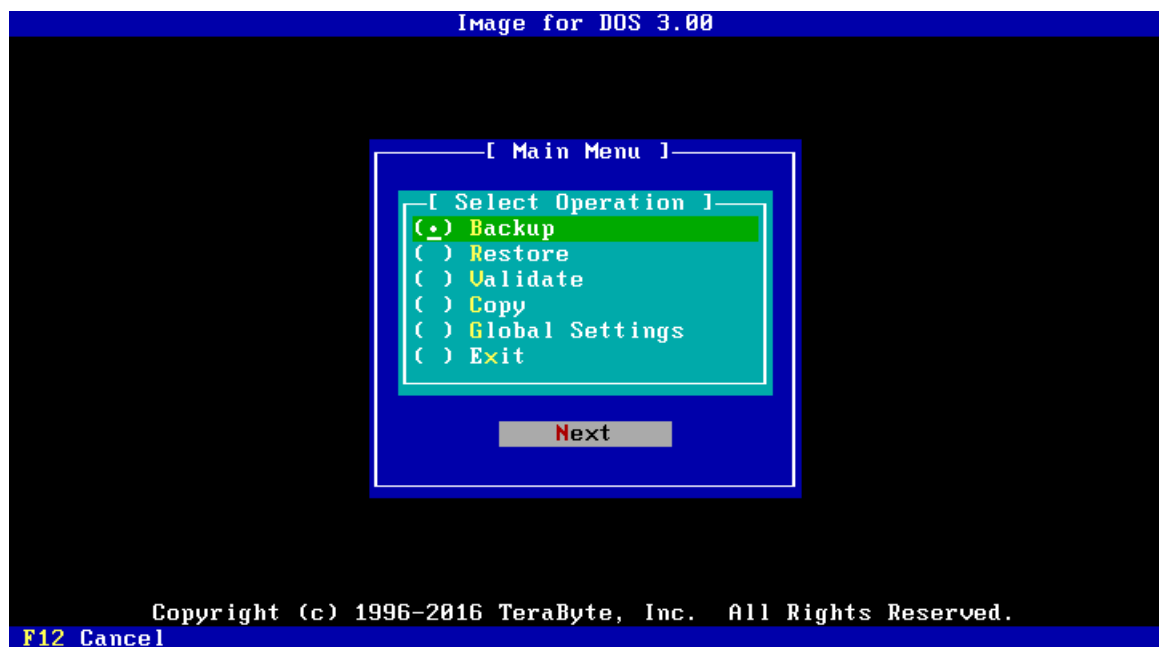 Image for DOS 3.00
[ Main Menu ]
[ Select Operation ]
(•) Backup
( ) Restore
( ) Validate
( ) Copy
( ) Global Settings
( ) Exit
Next
Copyright (c) 1996-2016 TeraByte, Inc. All Rights Reserved.
F12 Cancel